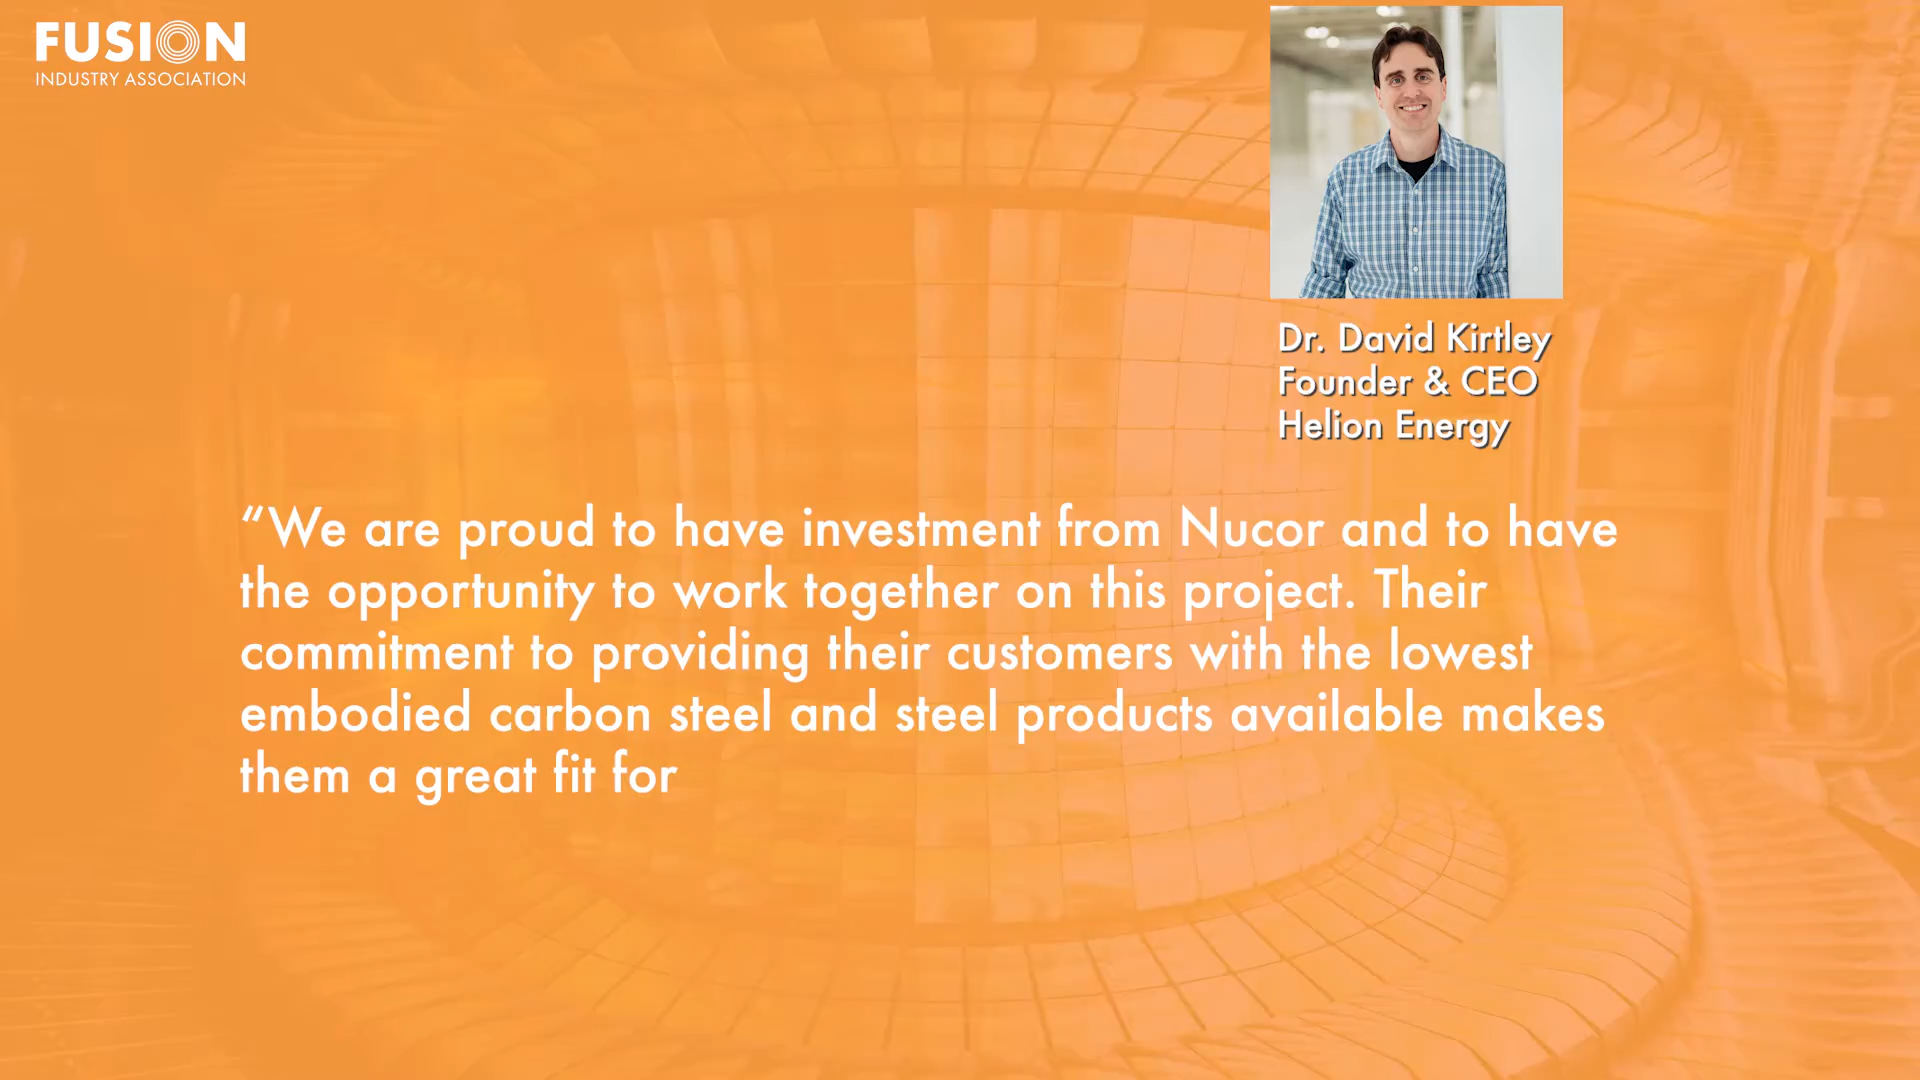 FUSION
INDUSTRY ASSOCIATION
Dr. David Kirtley
Founder & CEO
Helion Energy
“We are proud to have investment from Nucor and to have
the opportunity to work together on this project. Their
commitment to providing their customers with the lowest
embodied carbon steel and steel products available makes
them a great fit for